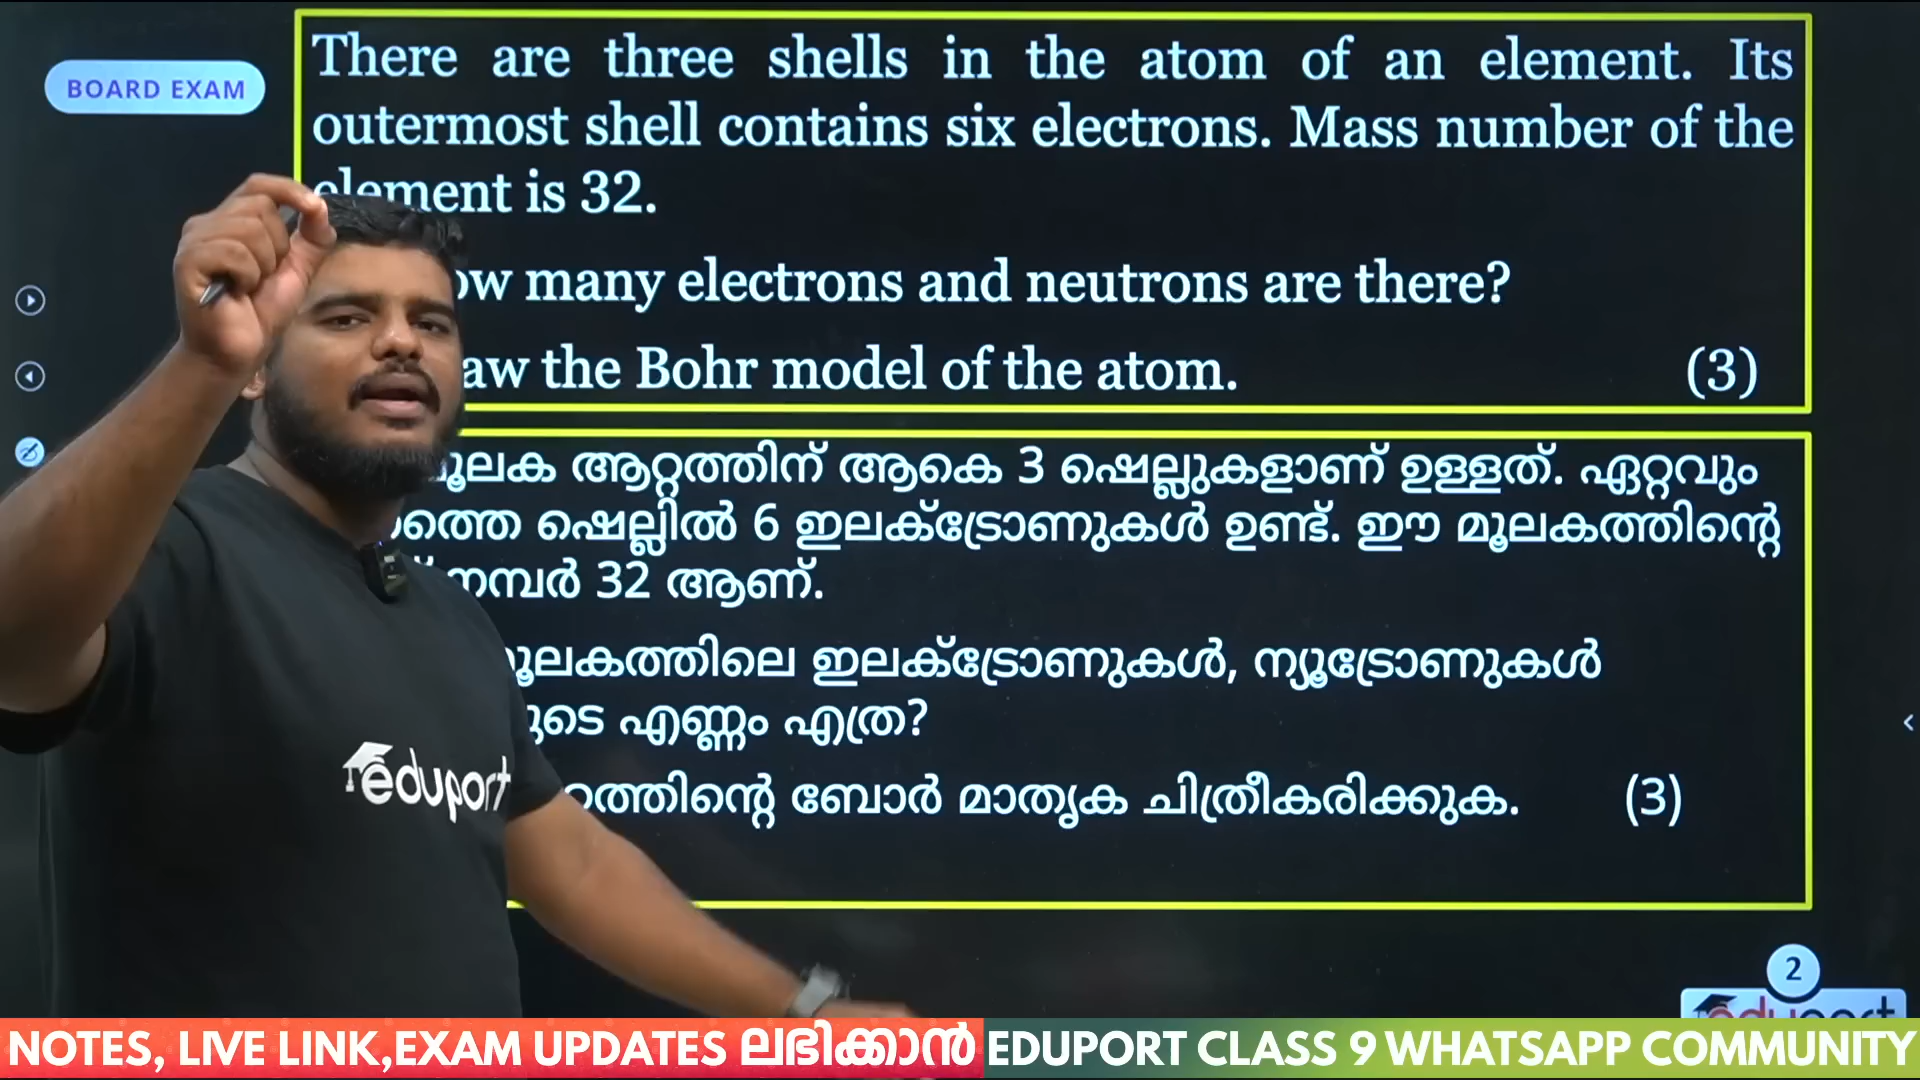 BOARD EXAM
There are three shells in the atom of an element. Its
outermost shell contains six electrons. Mass number of the
element is 32.
many electrons and neutrons are there?
the Bohr model of the atom.
(3)
ആറ്റത്തിന് ആകെ 3 ഷെല്ലുകളാണ് ഉള്ളത്. ഏറ്റവും
ഷെല്ലിൽ 6 ഇലക്ട്രോണുകൾ ഉണ്ട്. ഈ മൂലകത്തിന്റെ
നമ്പർ 32 ആണ്.
ഇലക്ട്രോണുകൾ, ന്യൂട്രോണുകൾ
എണ്ണം എത്ര?
ബോർ മാതൃക ചിത്രീകരിക്കുക.
(3)
eduport
2
eduport
NOTES, LIVE LINK,EXAM UPDATES ലഭിക്കാൻ EDUPORT CLASS 9 WHATSAPP COMMUNITY